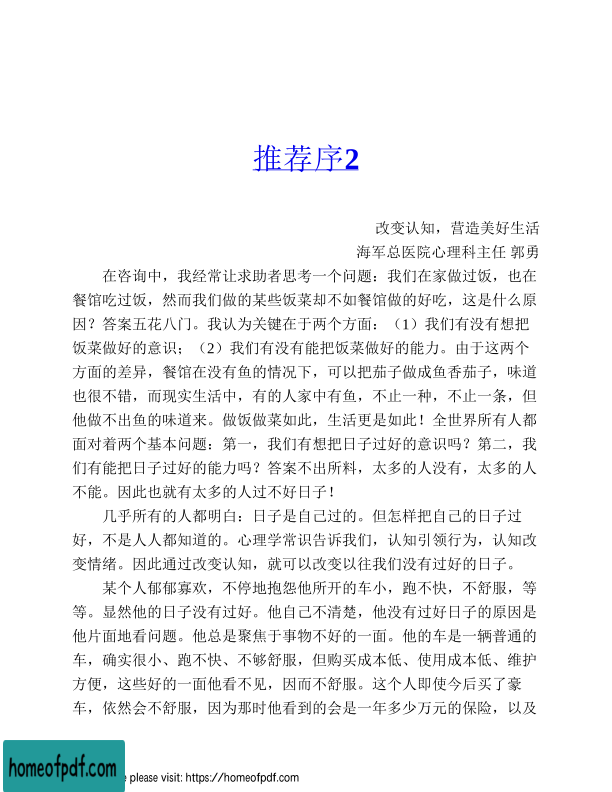 推荐序2
改变认知，营造美好生活
海军总医院心理科主任 郭勇
在咨询中，我经常让求助者思考一个问题：我们在家做过饭，也在
餐馆吃过饭，然而我们做的某些饭菜却不如餐馆做的好吃，这是什么原
因？答案五花八门。我认为关键在于两个方面：（1）我们有没有想把
饭菜做好的意识；（2）我们有没有能把饭菜做好的能力。由于这两个
方面的差异，餐馆在没有鱼的情况下，可以把茄子做成鱼香茄子，味道
也很不错，而现实生活中，有的人家中有鱼，不止一种，不止一条，但
他做不出鱼的味道来。做饭做菜如此，生活更是如此！全世界所有人都
面对着两个基本问题：第一，我们有想把日子过好的意识吗？第二，我
们有能把日子过好的能力吗？答案不出所料，太多的人没有，太多的人
不能。因此也就有太多的人过不好日子！
几乎所有的人都明白：日子是自己过的。但怎样把自己的日子过
好，不是人人都知道的。心理学常识告诉我们，认知引领行为，认知改
变情绪。因此通过改变认知，就可以改变以往我们没有过好的日子。
某个人郁郁寡欢，不停地抱怨他所开的车小，跑不快，不舒服，等
等。显然他的日子没有过好。他自己不清楚，他没有过好日子的原因是
他片面地看问题。他总是聚焦于事物不好的一面。他的车是一辆普通的
车，确实很小、跑不快、不够舒服，但购买成本低、使用成本低、维护
方便，这些好的一面他看不见，因而不舒服。这个人即使今后买了豪
车，依然会不舒服，因为那时他看到的会是一年多少万元的保险，以及
homeofpdf.com
e please visit: https://homeofpdf.com